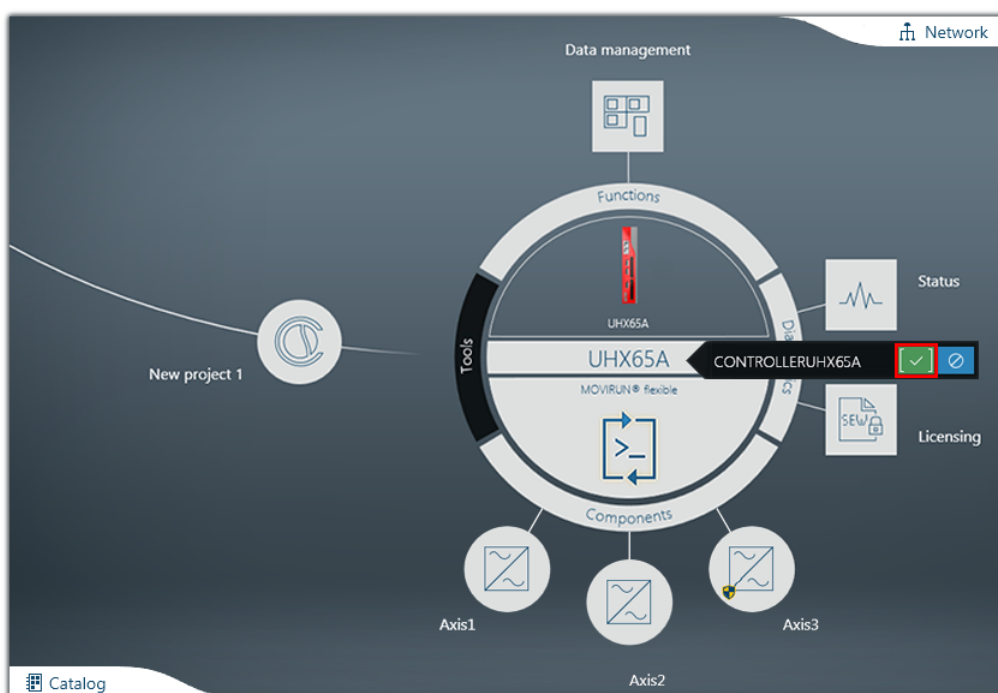 Network
Data management
Functions
UHX65A
Status
Tools
UHX65A
CONTROLLERUHX65A
New project 1
MOVIRUN® flexible
SEW
Licensing
Components
Axis1
Axis3
Axis2
Catalog